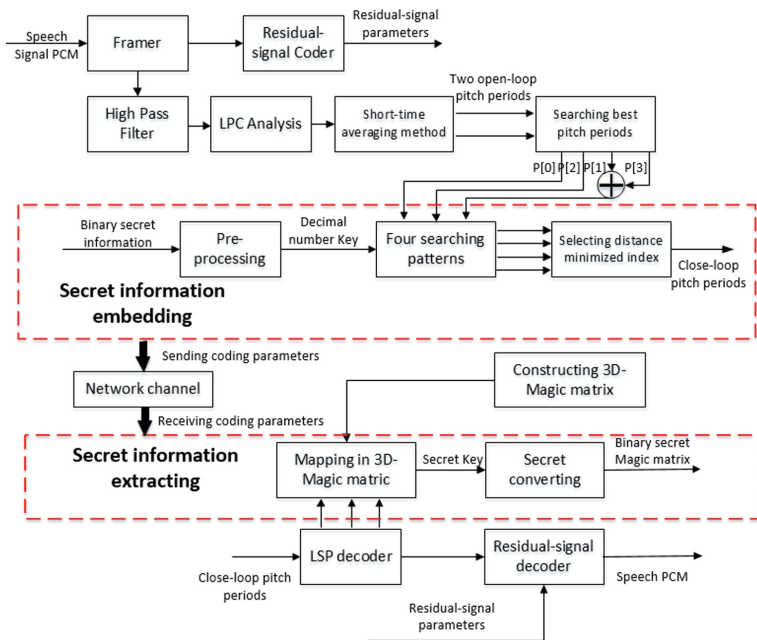 Speech
Signal PCM
Framer
Residual-
signal Coder
Residual-signal
parameters
High Pass
Filter
LPC Analysis
Short-time
averaging method
Two open-loop
pitch periods
Searching best
pitch periods
P[0] P[2] P[1] P[3]
Binary secret
information
Pre-
processing
Decimal
number Key
Four searching
patterns
Selecting distance
minimized index
Close-loop
pitch periods
Secret information
embedding
Sending coding parameters
Network channel
Receiving coding parameters
Constructing 3D-
Magic matrix
Secret information
extracting
Mapping in 3D-
Magic matric
Secret Key
Secret
converting
Binary secret
Magic matrix
Close-loop pitch
periods
LSP decoder
Residual-signal
decoder
Speech PCM
Residual-signal
parameters